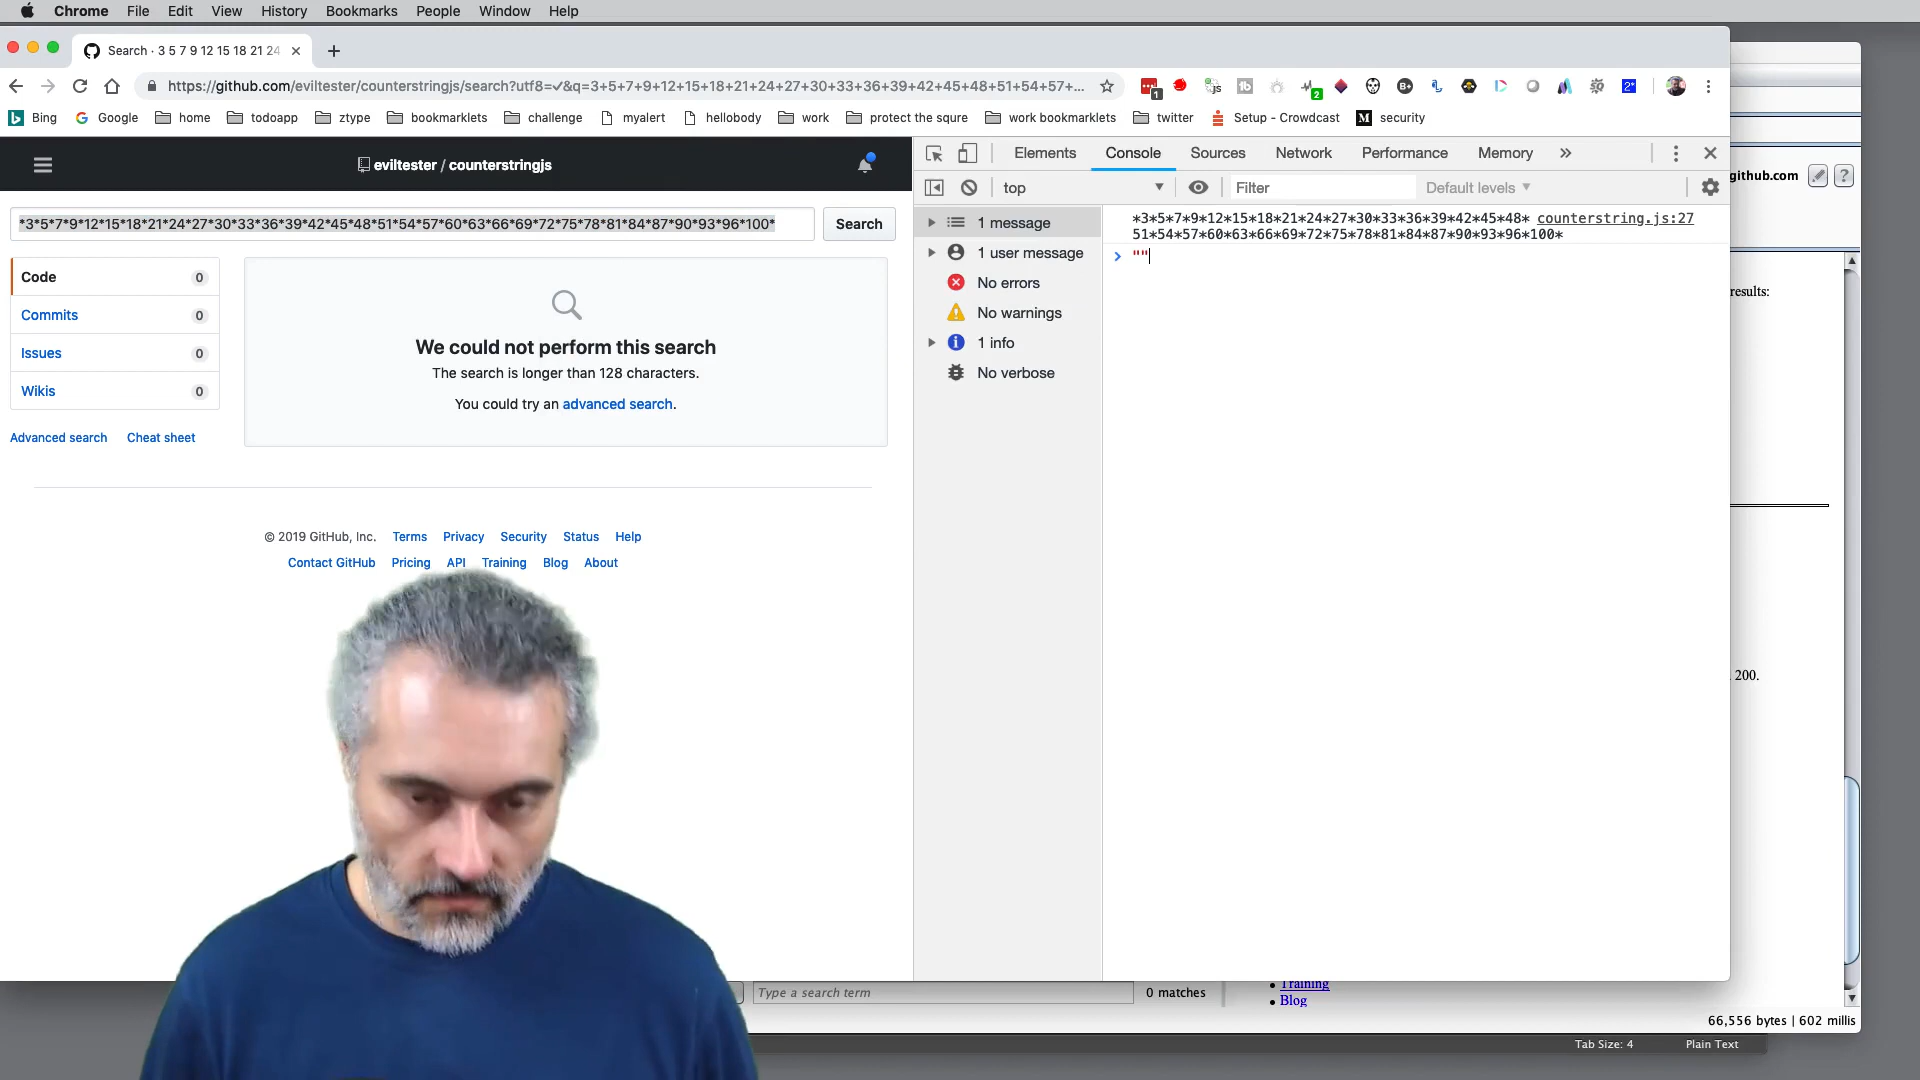 Chrome File Edit View History Bookmarks People Window Help
Search · 3 5 7 9 12 15 18 21 24
https://github.com/eviltester/counterstringjs/search?utf8=✓&q=3+5+7+9+12+15+18+21+24+27+30+33+36+39+42+45+48+51+54+57+...
1
2
B+
2*
Bing Google home todoapp ztype bookmarklets challenge myalert hellobody work protect the squre work bookmarklets twitter Setup - Crowdcast M security
eviltester / counterstringjs
*3*5*7*9*12*15*18*21*24*27*30*33*36*39*42*45*48*51*54*57*60*63*66*69*72*75*78*81*84*87*90*93*96*100*
Search
Code 0
Commits 0
Issues 0
Wikis 0
Advanced search Cheat sheet
We could not perform this search
The search is longer than 128 characters.
You could try an advanced search.
© 2019 GitHub, Inc. Terms Privacy Security Status Help
Contact GitHub Pricing API Training Blog About
Elements Console Sources Network Performance Memory »
top Filter Default levels
1 message
1 user message
No errors
No warnings
1 info
No verbose
*3*5*7*9*12*15*18*21*24*27*30*33*36*39*42*45*48* counterstring.js:27
51*54*57*60*63*66*69*72*75*78*81*84*87*90*93*96*100*
> ""
github.com ?
results:
200.
Type a search term 0 matches
Training
Blog
66,556 bytes | 602 millis
Tab Size: 4 Plain Text